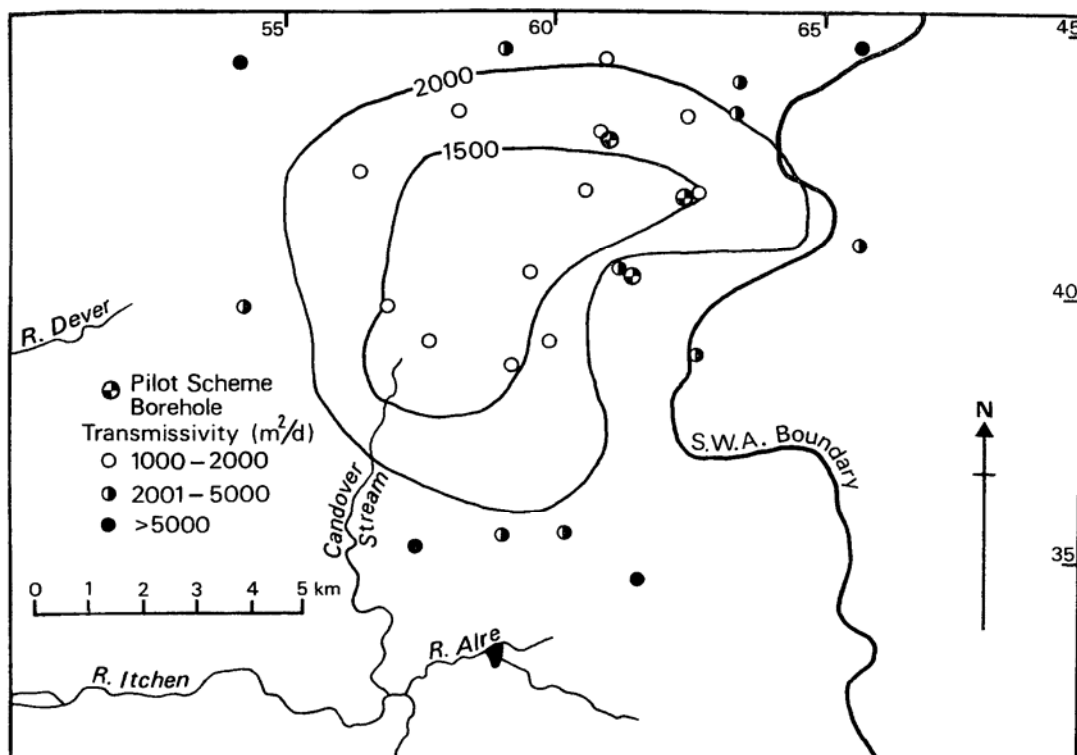 55 60 65 45
2000
1500
40
R. Dever
Pilot Scheme
Borehole
Transmissivity (m²/d)
1000 – 2000
2001 – 5000
>5000
N
S.W.A. Boundary
Candover
Stream
35
0 1 2 3 4 5 km
R. Alre
R. Itchen